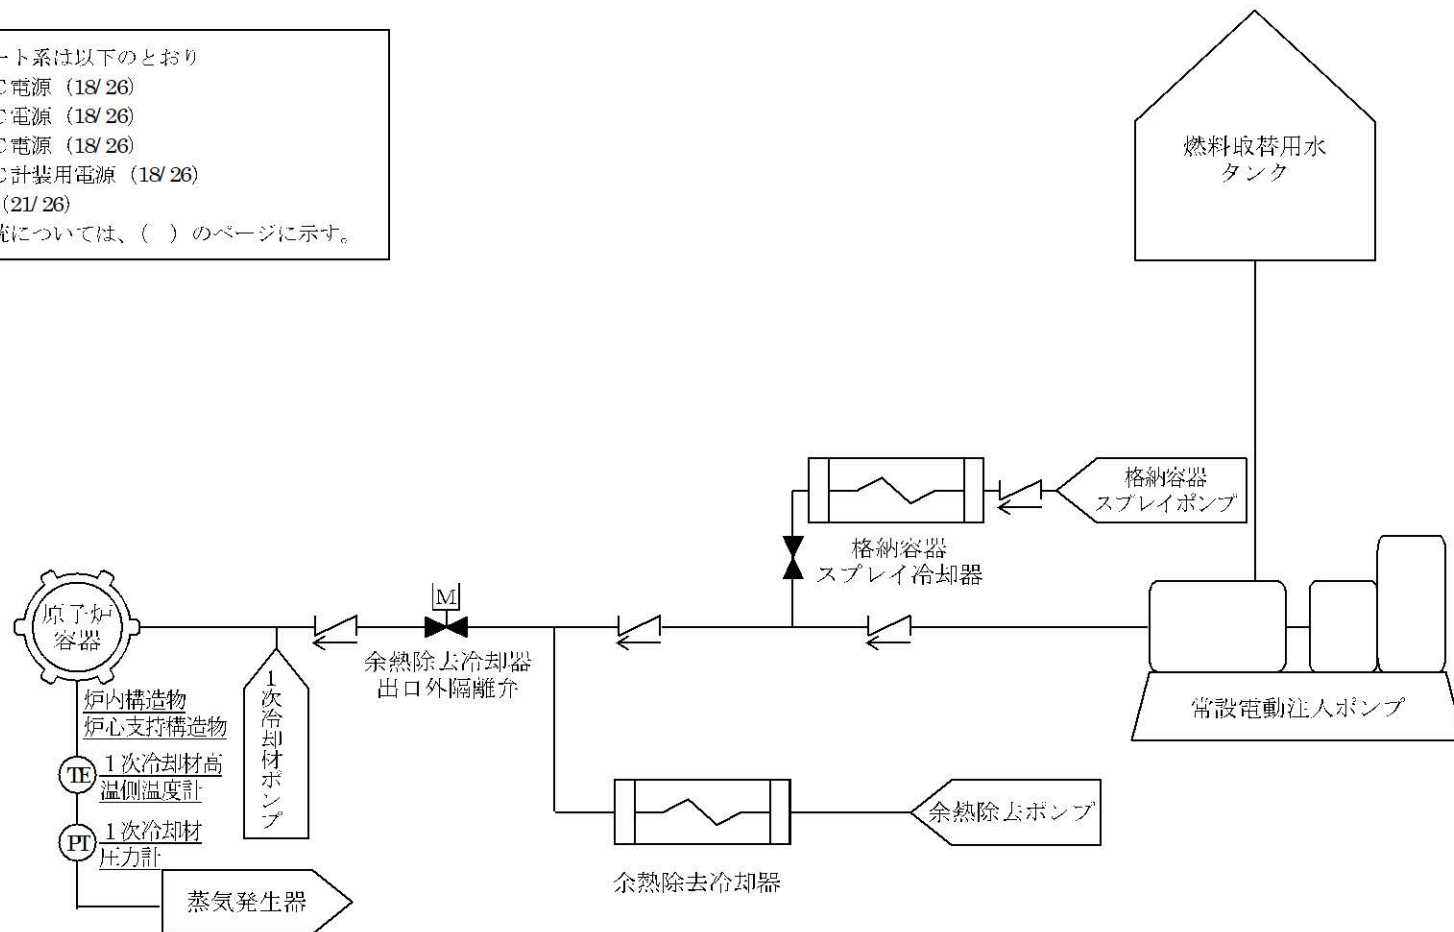 ート系は以下のとおり
C電源（18/26）
C電源（18/26）
C電源（18/26）
C計装用電源（18/26）
（21/26）
については、（　）のページに示す。
燃料取替用水
タンク
格納容器
スプレイポンプ
格納容器
スプレイ冷却器
原子炉
容器
M
余熱除去冷却器
出口外隔離弁
炉内構造物
炉心支持構造物
1次冷却材ポンプ
常設電動注入ポンプ
TE
1次冷却材高
温側温度計
PT
1次冷却材
圧力計
余熱除去ポンプ
余熱除去冷却器
蒸気発生器